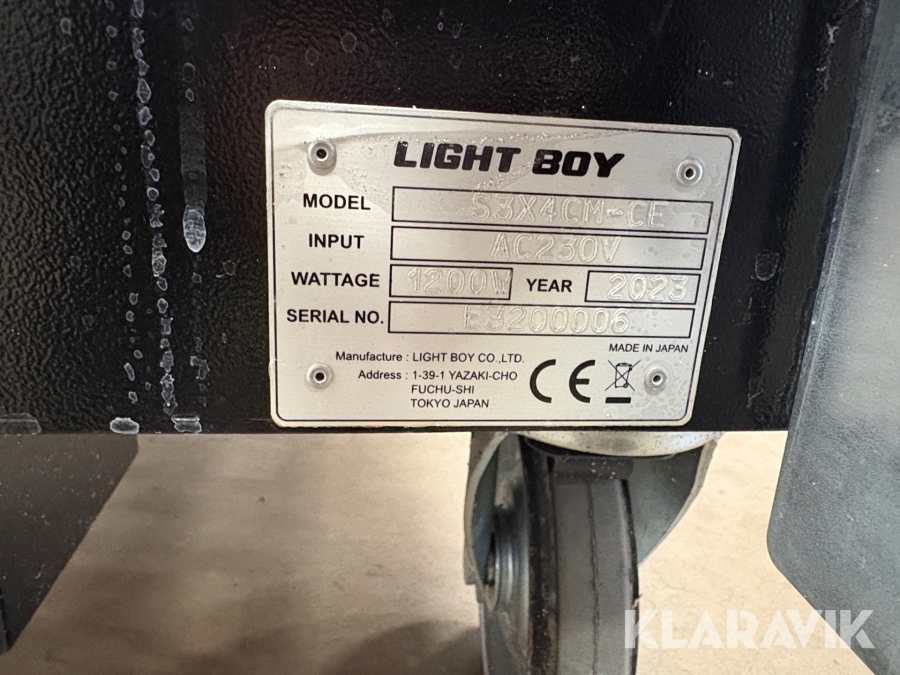 LIGHT BOY
MODEL S3X4CM-CE
INPUT AC230V
WATTAGE 1200W YEAR 2023
SERIAL NO. E3200006
MADE IN JAPAN
Manufacture : LIGHT BOY CO.,LTD.
Address : 1-39-1 YAZAKI-CHO
FUCHU-SHI
TOKYO JAPAN
CE
KLARAVIK